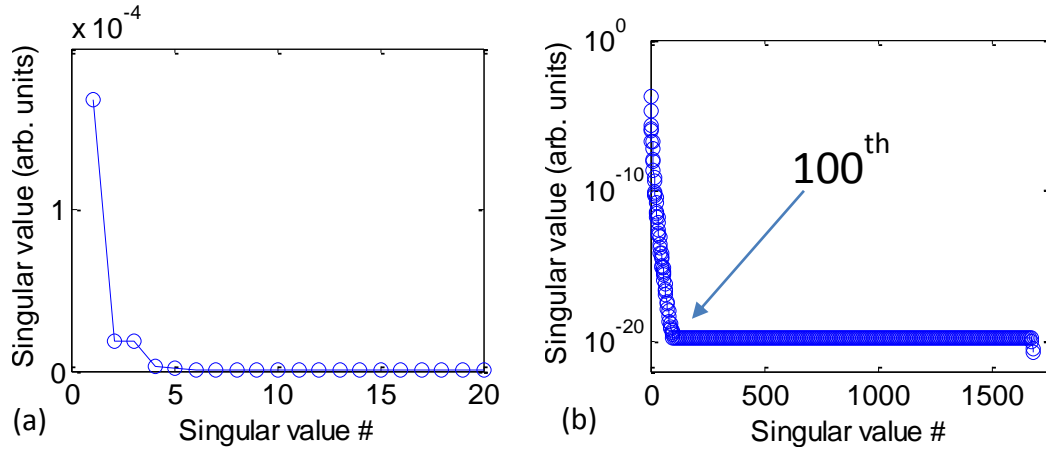 x 10^-4
Singular value (arb. units)
1
0
0 5 10 15 20
Singular value #
(a)
Singular value (arb. units)
10^0
10^-10
10^-20
100^th
0 500 1000 1500
Singular value #
(b)